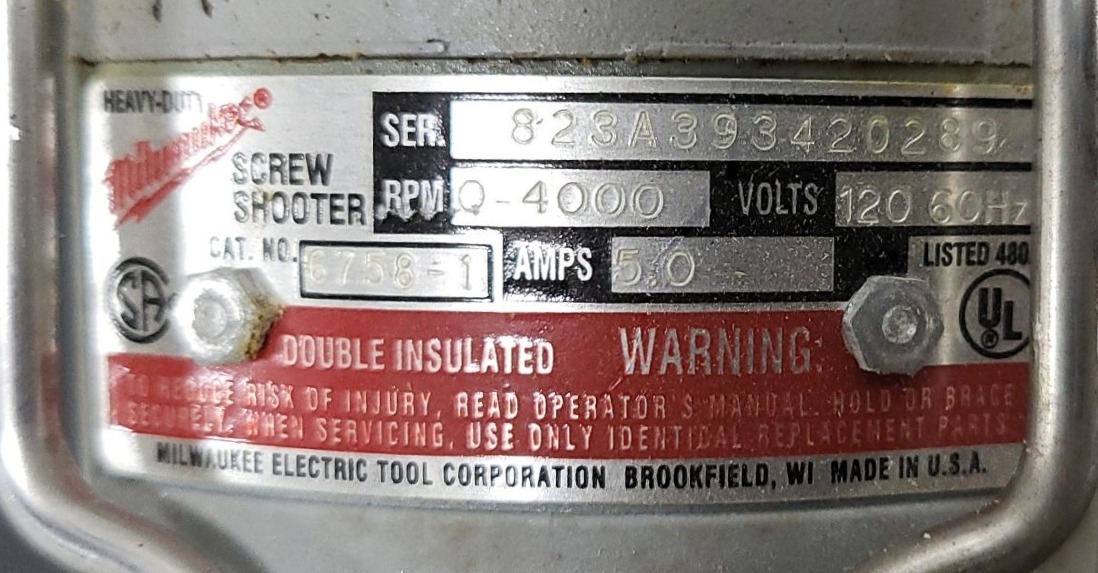 HEAVY-DUTY
Milwaukee®
SCREW
SHOOTER
SER. 823A393420289
RPM 0-4000 VOLTS 120 60Hz
CAT. NO. 6758-1 AMPS 5.0 LISTED 480
SA
UL®
DOUBLE INSULATED WARNING:
TO REDUCE RISK OF INJURY, READ OPERATOR'S MANUAL. HOLD OR BRACE
SECURELY. WHEN SERVICING, USE ONLY IDENTICAL REPLACEMENT PARTS
MILWAUKEE ELECTRIC TOOL CORPORATION BROOKFIELD, WI MADE IN U.S.A.